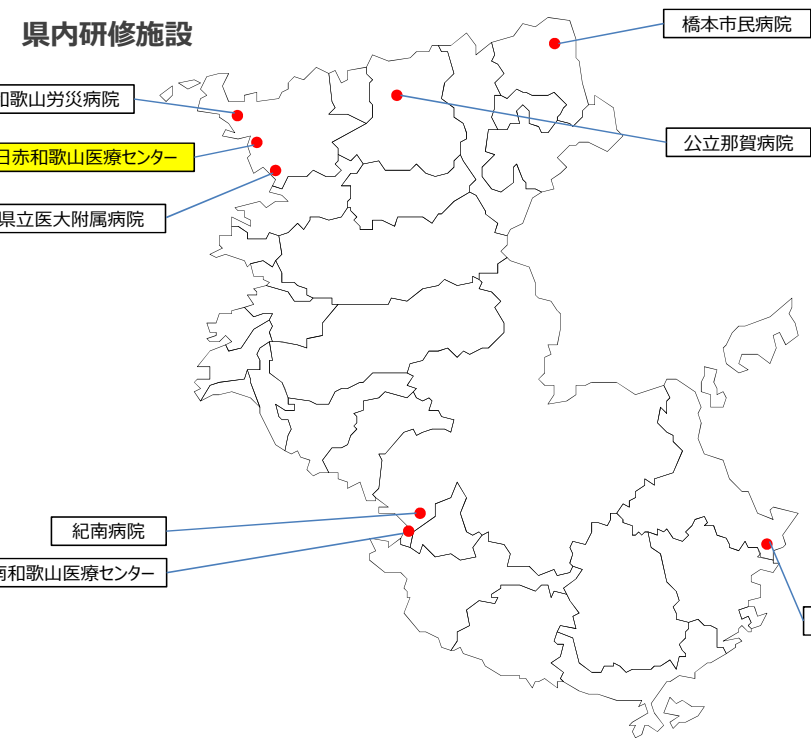 県内研修施設
橋本市民病院
和歌山労災病院
公立那賀病院
日赤和歌山医療センター
県立医大附属病院
紀南病院
南和歌山医療センター